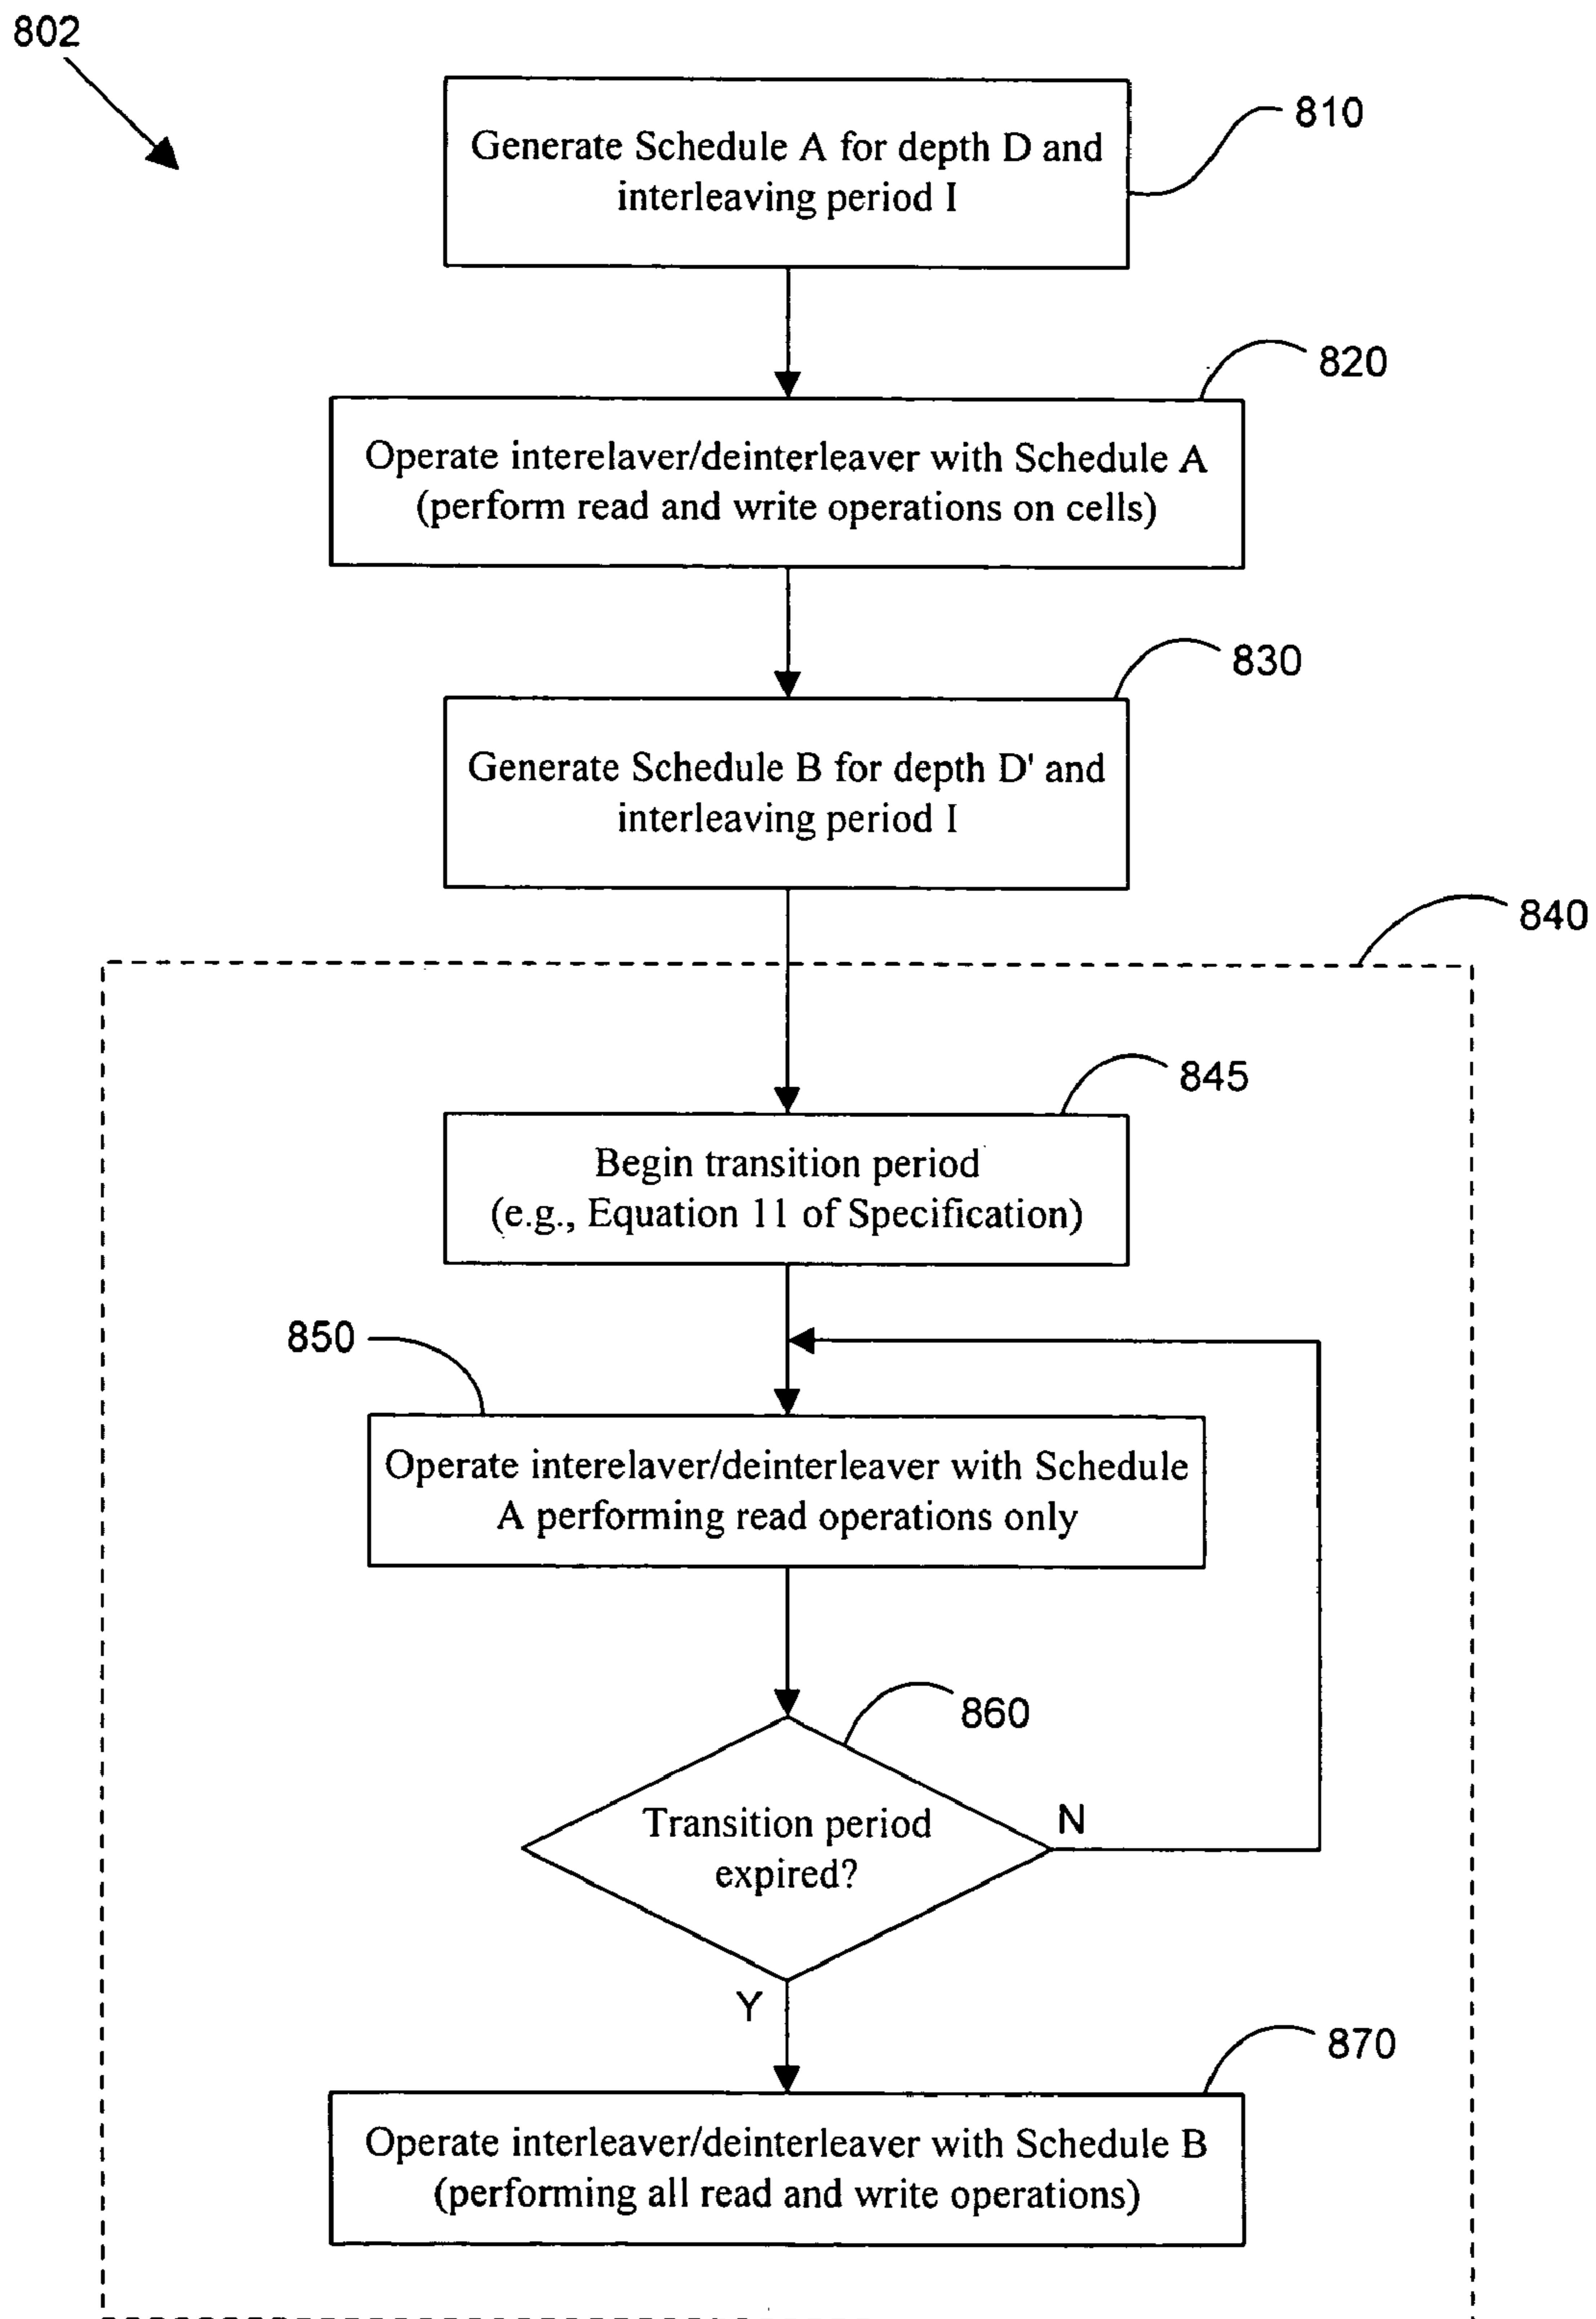 802
810
Generate Schedule A for depth D and
interleaving period I
820
Operate interelaver/deinterleaver with Schedule A
(perform read and write operations on cells)
830
Generate Schedule B for depth D' and
interleaving period I
840
845
Begin transition period
(e.g., Equation 11 of Specification)
850
Operate interelaver/deinterleaver with Schedule
A performing read operations only
860
Transition period
expired?
N
Y
870
Operate interleaver/deinterleaver with Schedule B
(performing all read and write operations)